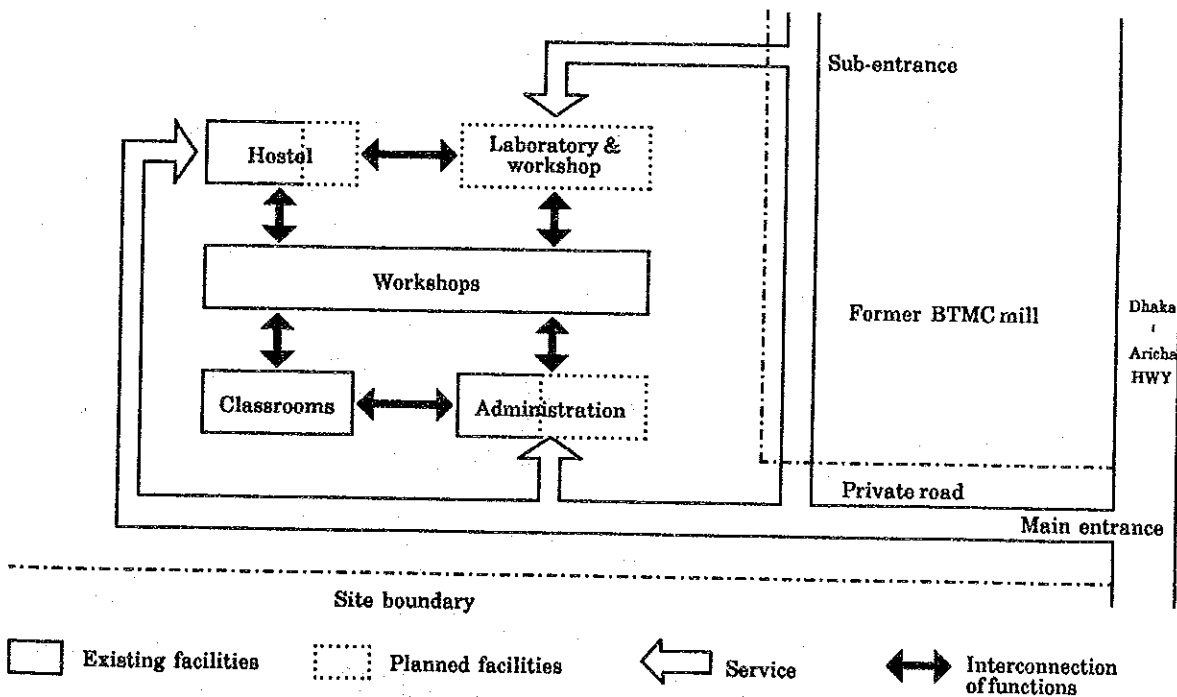 Sub-entrance
Hostel
Laboratory &
workshop
Workshops
Former BTMC mill
Dhaka
Aricha
HWY
Classrooms
Administration
Private road
Main entrance
Site boundary
Existing facilities
Planned facilities
Service
Interconnection
of functions